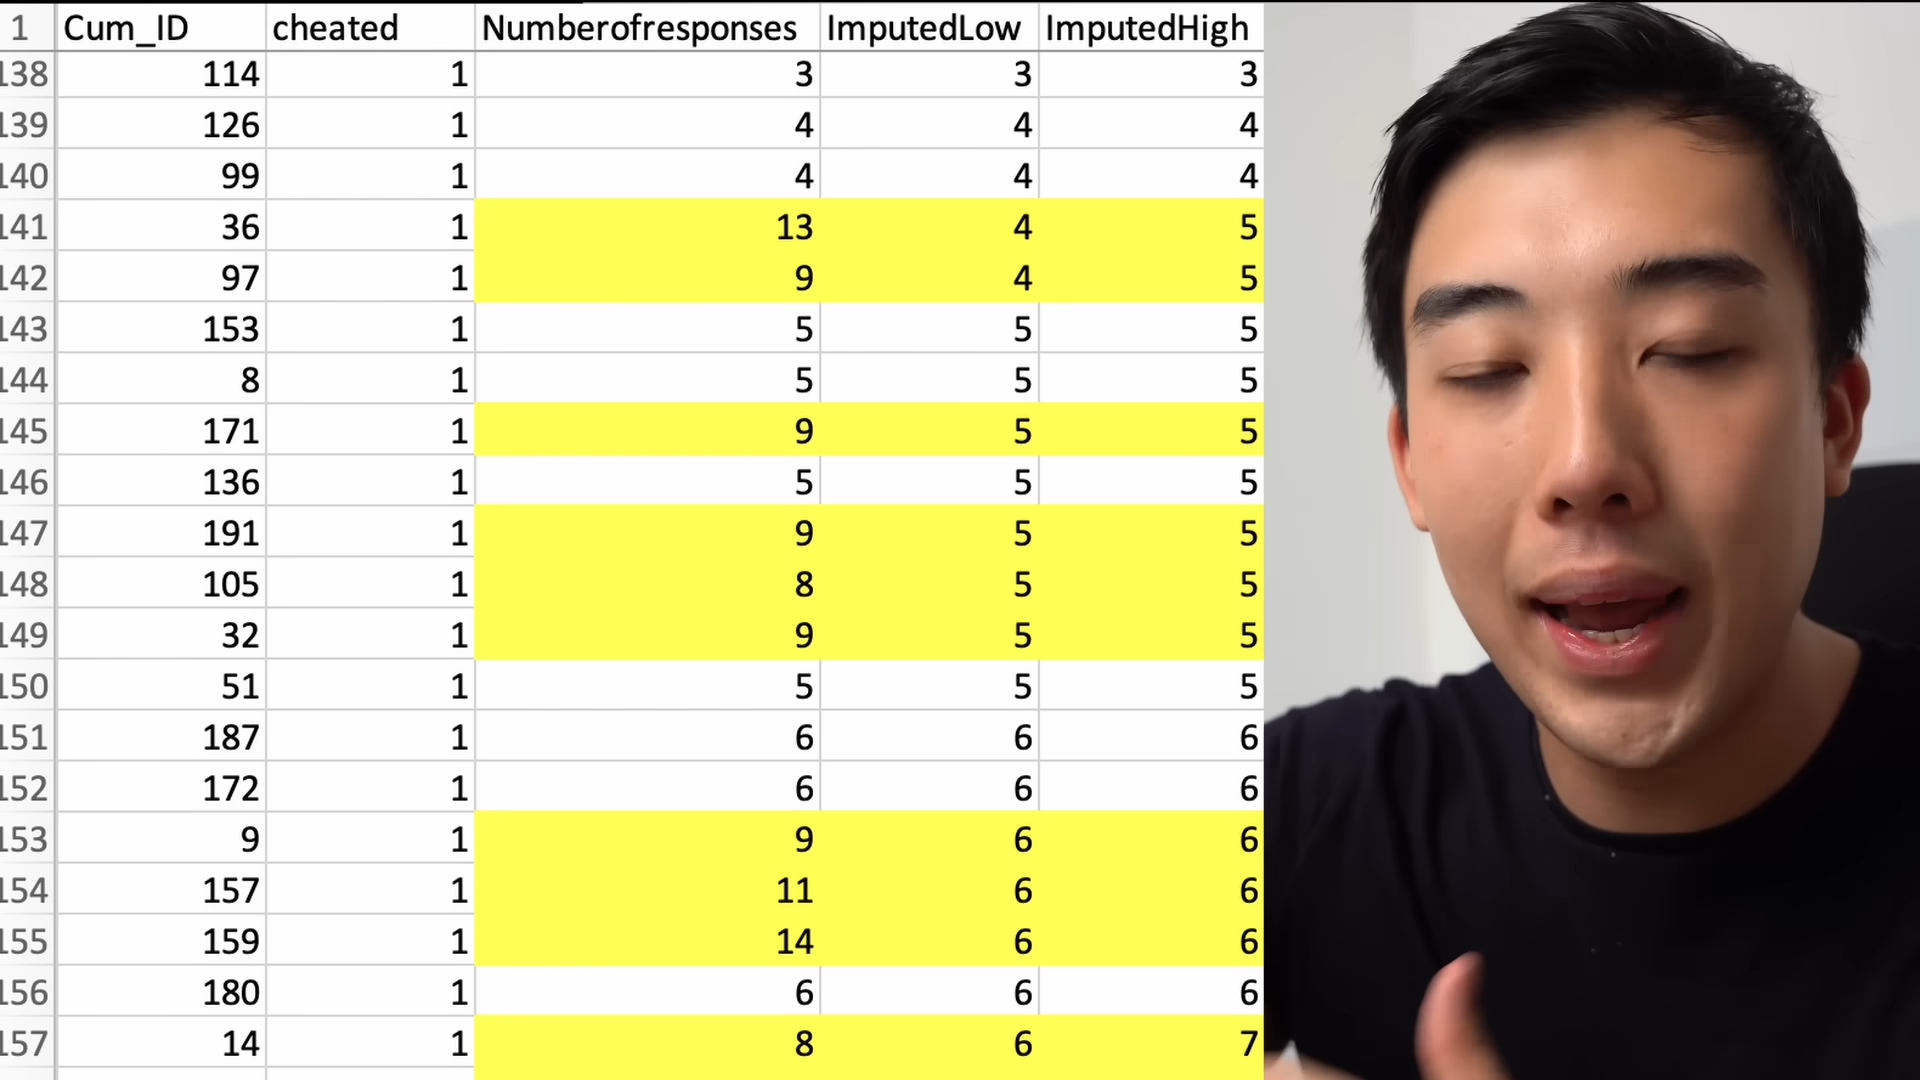 1 Cum_ID cheated Numberofresponses ImputedLow ImputedHigh
138 114 1 3 3 3
139 126 1 4 4 4
140 99 1 4 4 4
141 36 1 13 4 5
142 97 1 9 4 5
143 153 1 5 5 5
144 8 1 5 5 5
145 171 1 9 5 5
146 136 1 5 5 5
147 191 1 9 5 5
148 105 1 8 5 5
149 32 1 9 5 5
150 51 1 5 5 5
151 187 1 6 6 6
152 172 1 6 6 6
153 9 1 9 6 6
154 157 1 11 6 6
155 159 1 14 6 6
156 180 1 6 6 6
157 14 1 8 6 7